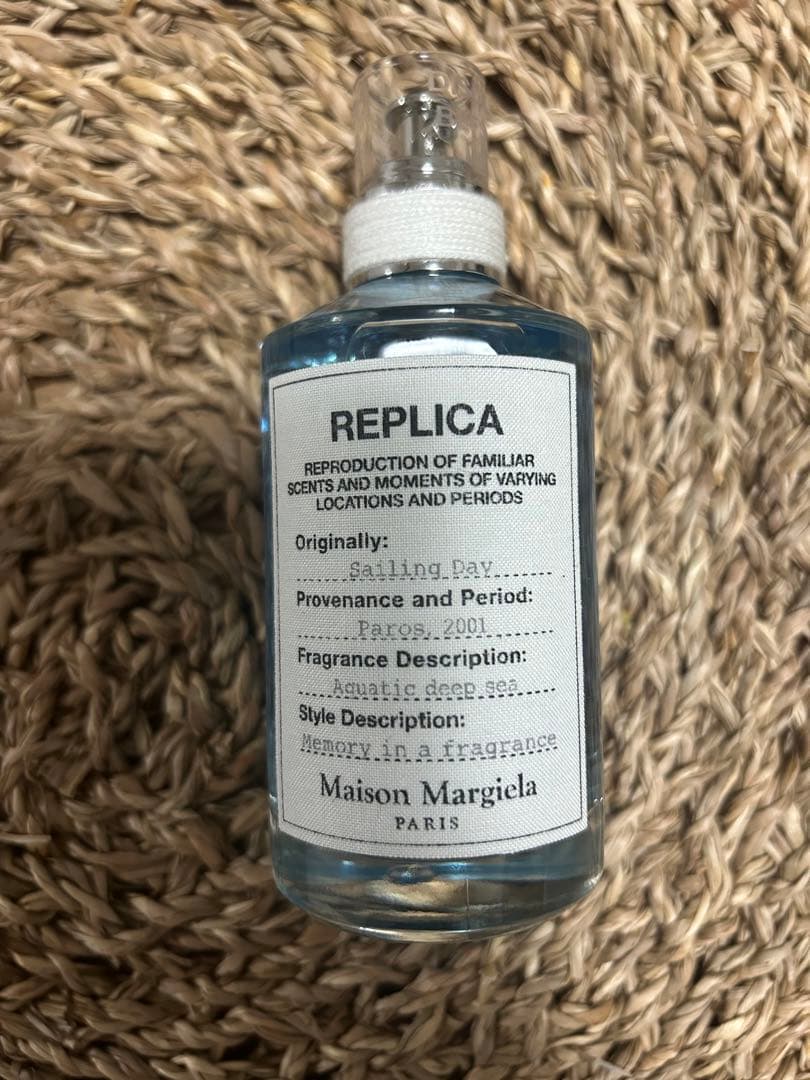 REPLICA
REPRODUCTION OF FAMILIAR
SCENTS AND MOMENTS OF VARYING
LOCATIONS AND PERIODS
Originally:
Sailing Day
Provenance and Period:
Paros, 2001
Fragrance Description:
Aquatic deep sea
Style Description:
Memory in a fragrance
Maison Margiela
PARIS